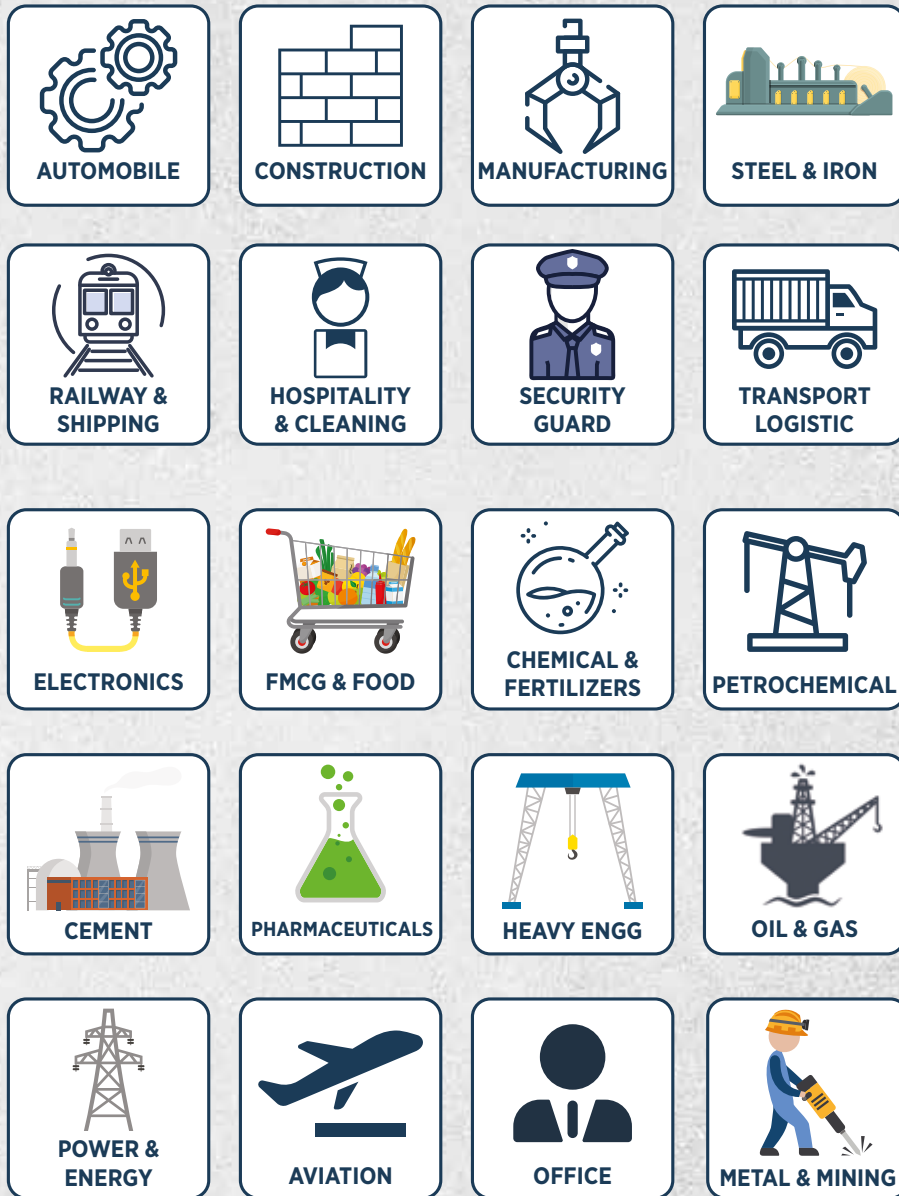 AUTOMOBILE
CONSTRUCTION
MANUFACTURING
STEEL & IRON
RAILWAY &
SHIPPING
HOSPITALITY
& CLEANING
SECURITY
GUARD
TRANSPORT
LOGISTIC
ELECTRONICS
FMCG & FOOD
CHEMICAL &
FERTILIZERS
PETROCHEMICAL
CEMENT
PHARMACEUTICALS
HEAVY ENGG
OIL & GAS
POWER &
ENERGY
AVIATION
OFFICE
METAL & MINING